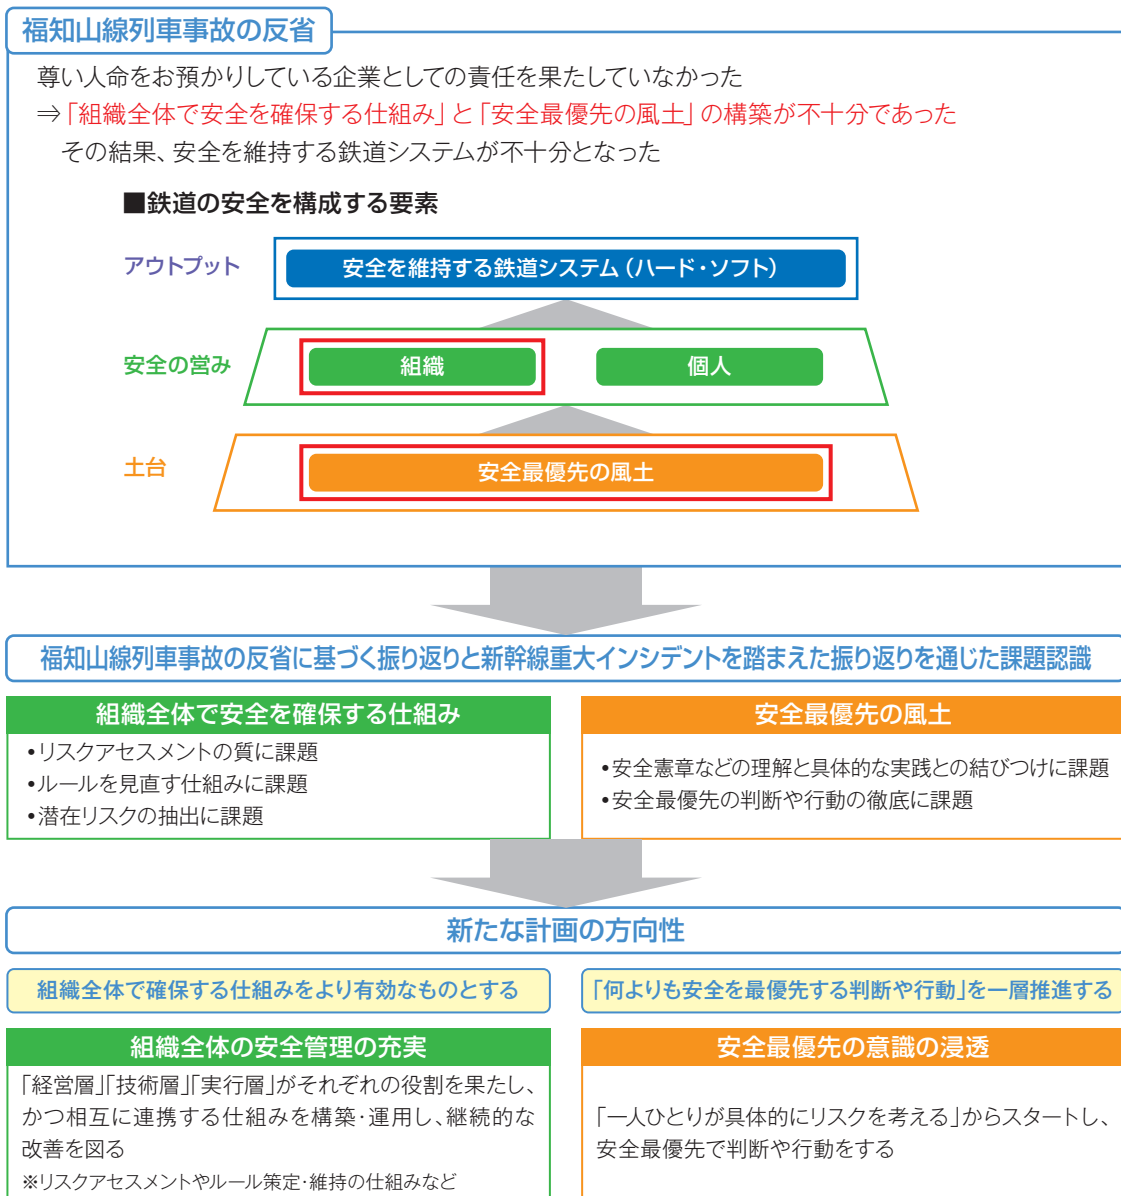 福知山線列車事故の反省
尊い人命をお預かりしている企業としての責任を果たしていなかった
⇒「組織全体で安全を確保する仕組み」と「安全最優先の風土」の構築が不十分であった
その結果、安全を維持する鉄道システムが不十分となった
■鉄道の安全を構成する要素
アウトプット
安全を維持する鉄道システム(ハード・ソフト)
安全の営み
組織
個人
土台
安全最優先の風土
福知山線列車事故の反省に基づく振り返りと新幹線重大インシデントを踏まえた振り返りを通じた課題認識
組織全体で安全を確保する仕組み
•リスクアセスメントの質に課題
•ルールを見直す仕組みに課題
•潜在リスクの抽出に課題
安全最優先の風土
•安全憲章などの理解と具体的な実践との結びつけに課題
•安全最優先の判断や行動の徹底に課題
新たな計画の方向性
組織全体で確保する仕組みをより有効なものとする
「何よりも安全を最優先する判断や行動」を一層推進する
組織全体の安全管理の充実
「経営層」「技術層」「実行層」がそれぞれの役割を果たし、
かつ相互に連携する仕組みを構築・運用し、継続的な
改善を図る
※リスクアセスメントやルール策定・維持の仕組みなど
安全最優先の意識の浸透
「一人ひとりが具体的にリスクを考える」からスタートし、
安全最優先で判断や行動をする